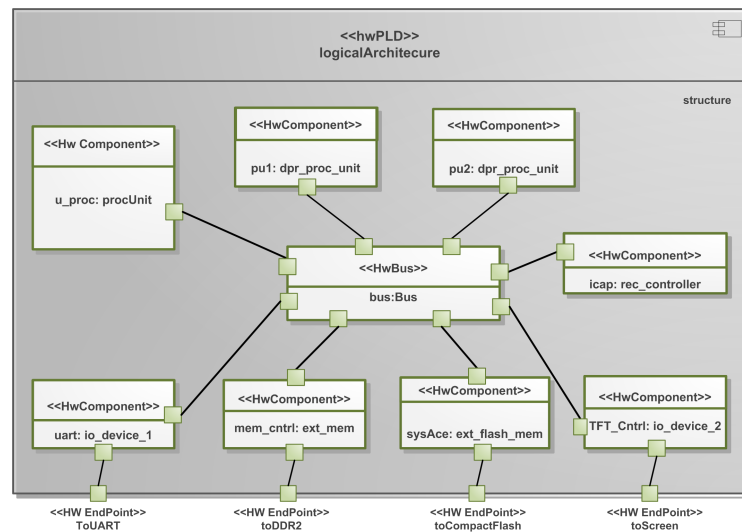 <<hwPLD>>
logicalArchitecure
structure
<<Hw Component>>
u_proc: procUnit
<<HwComponent>>
pu1: dpr_proc_unit
<<HwComponent>>
pu2: dpr_proc_unit
<<HwBus>>
bus:Bus
<<HwComponent>>
icap: rec_controller
<<HwComponent>>
uart: io_device_1
<<HwComponent>>
mem_cntrl: ext_mem
<<HwComponent>>
sysAce: ext_flash_mem
<<HwComponent>>
TFT_Cntrl: io_device_2
<<HW EndPoint>>
ToUART
<<HW EndPoint>>
toDDR2
<<HW EndPoint>>
toCompactFlash
<<HW EndPoint>>
toScreen